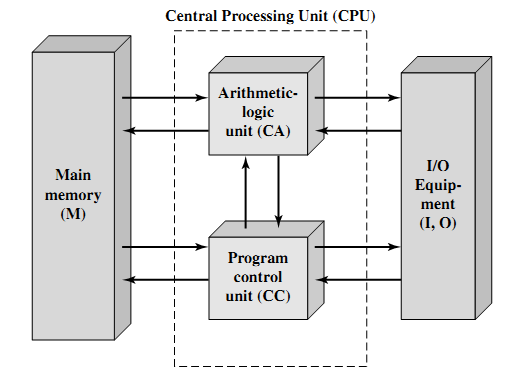 Central Processing Unit (CPU)
Arithmetic-
logic
unit (CA)
Main
memory
(M)
I/O
Equip-
ment
(I, O)
Program
control
unit (CC)